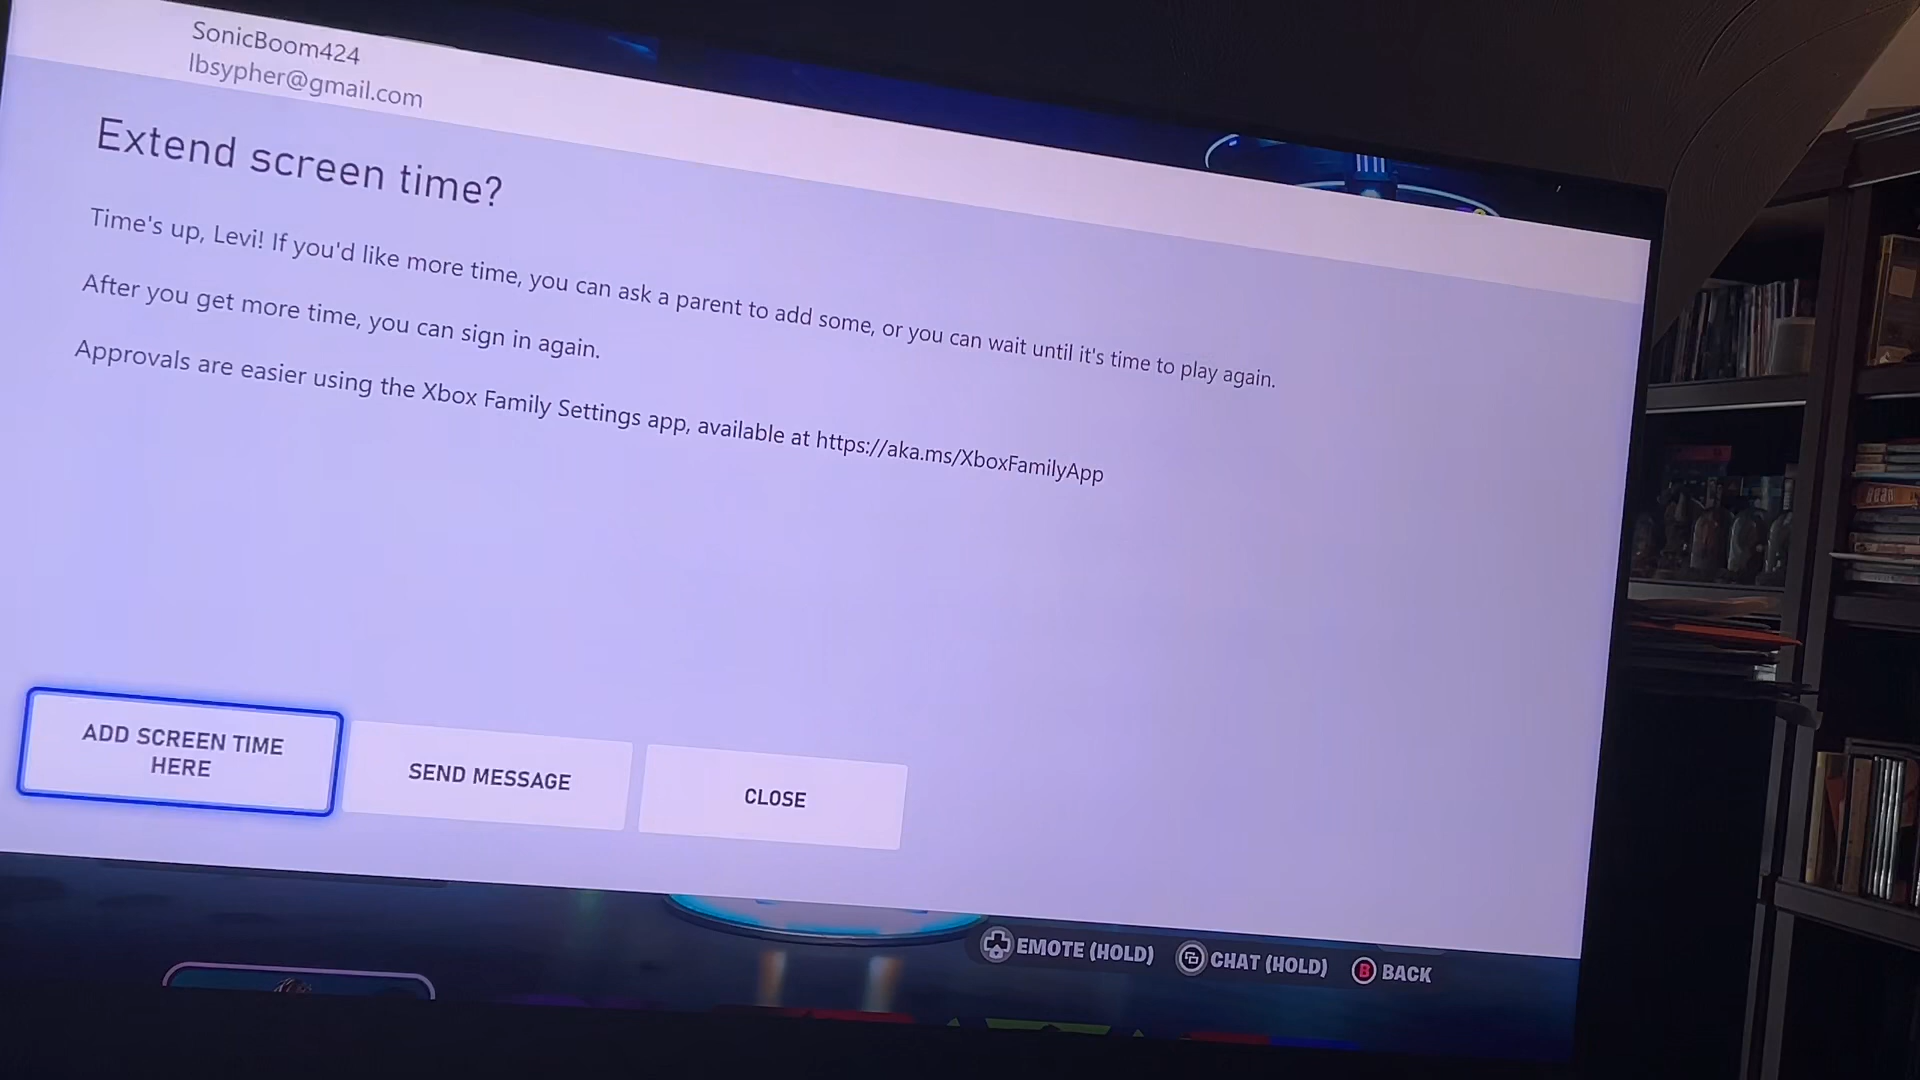 SonicBoom424
lbsypher@gmail.com
Extend screen time?
Time's up, Levi! If you'd like more time, you can ask a parent to add some, or you can wait until it's time to play again.
After you get more time, you can sign in again.
Approvals are easier using the Xbox Family Settings app, available at https://aka.ms/XboxFamilyApp
ADD SCREEN TIME
HERE
SEND MESSAGE
CLOSE
EMOTE (HOLD)
CHAT (HOLD)
B BACK